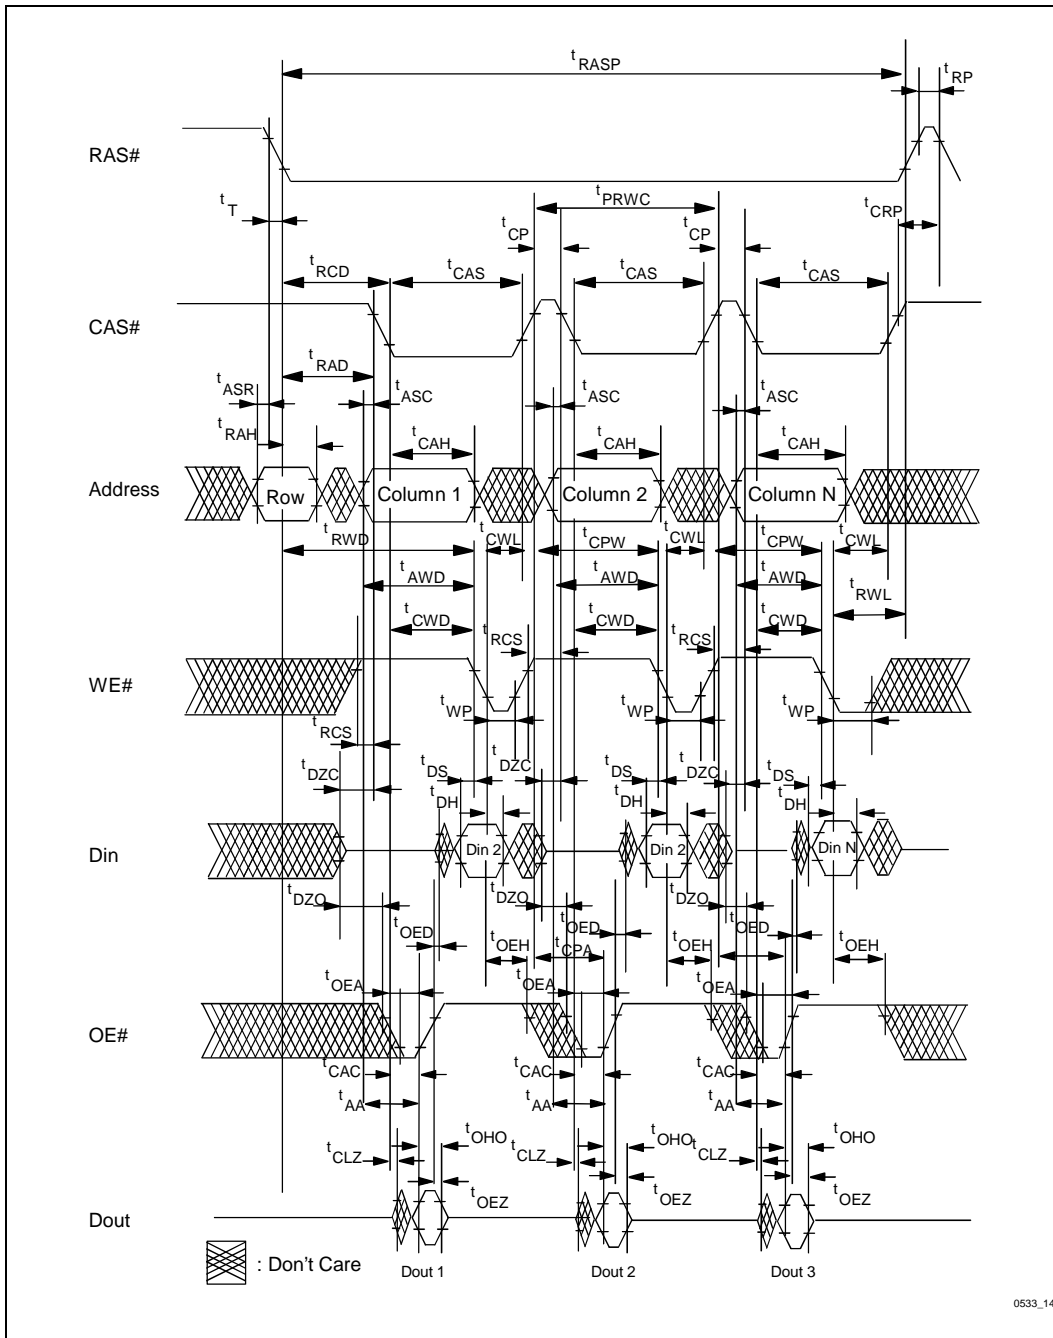 tRASP
tRP
RAS#
tT
tPRWC
tCRP
tCP tCP
tRCD tCAS tCAS tCAS
CAS#
tRAD
tASR tASC tASC tASC
tRAH tCAH tCAH tCAH
Address Row Column 1 Column 2 Column N
tRWD tCWL tCPW tCWL tCPW tCWL
tAWD tAWD tAWD tRWL
tCWD tCWD tCWD
tRCS tRCS
WE#
tWP tWP tWP
tRCS
tDZC tDS tDZC tDS tDZC tDS
tDH tDH tDH
Din Din 2 Din 2 Din N
tDZO tDZO tDZO
tOED tOED tOED
tOEH tCPA tOEH tOEH
tOEA tOEA tOEA
OE#
tCAC tCAC tCAC
tAA tAA tAA
tOHO tOHO tOHO
tCLZ tCLZ tCLZ
tOEZ tOEZ tOEZ
Dout
: Don't Care
Dout 1 Dout 2 Dout 3
0533_14